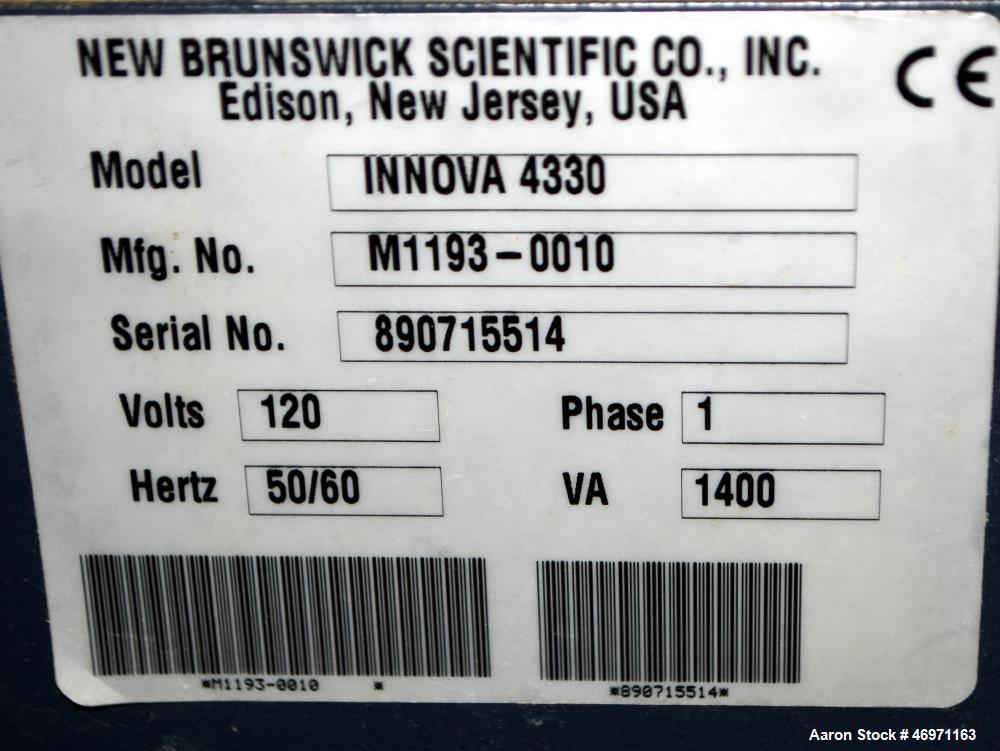 NEW BRUNSWICK SCIENTIFIC CO., INC.
CE
Edison, New Jersey, USA
Model INNOVA 4330
Mfg. No. M1193-0010
Serial No. 890715514
Volts 120 Phase 1
Hertz 50/60 VA 1400
*M1193-0010 *
*890715514*
Aaron Stock # 46971163